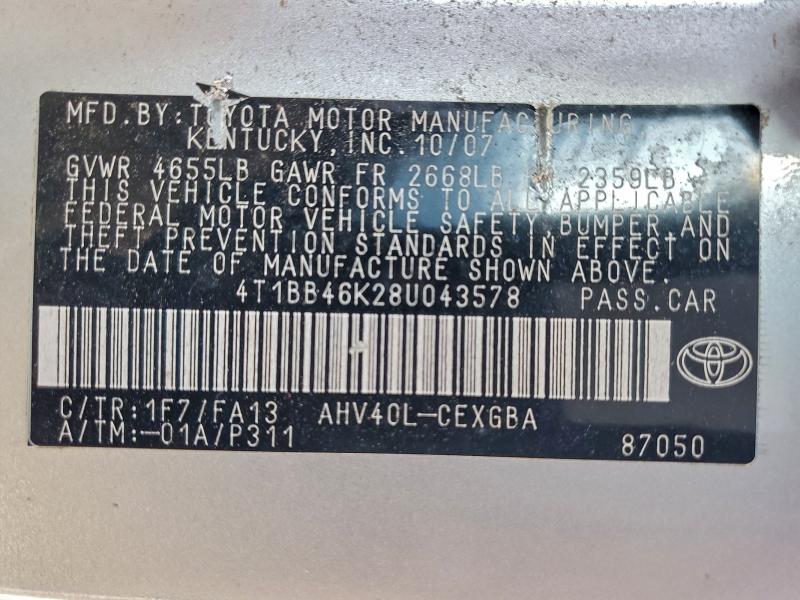 MFD. BY: TOYOTA MOTOR MANUFACTURING
KENTUCKY, INC. 10/07
GVWR 4655LB GAWR FR 2668LB 2359LB
THIS VEHICLE CONFORMS TO ALL APPLICABLE
FEDERAL MOTOR VEHICLE SAFETY, BUMPER, AND
THEFT PREVENTION STANDARDS IN EFFECT ON
THE DATE OF MANUFACTURE SHOWN ABOVE.
4T1BB46K28U043578 PASS. CAR
C/TR: 1F7/FA13 AHV40L-CEXGBA
A/TM: -01A/P311 87050